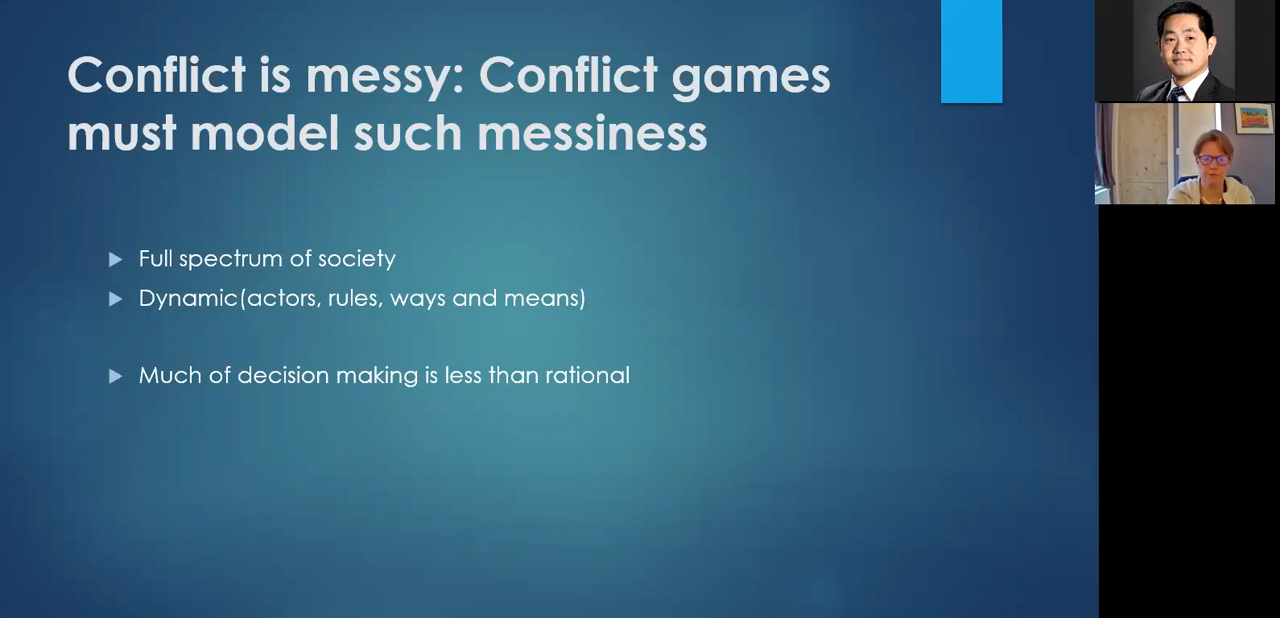 Conflict is messy: Conflict games
must model such messiness
Full spectrum of society
Dynamic(actors, rules, ways and means)
Much of decision making is less than rational